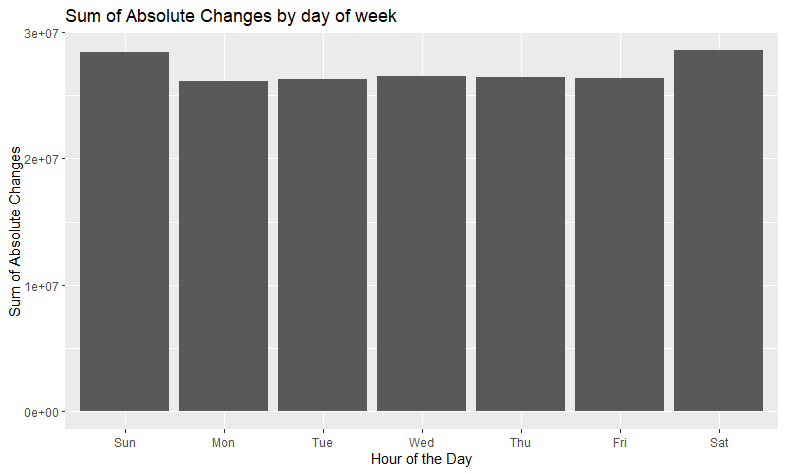 Sum of Absolute Changes by day of week
Sum of Absolute Changes
3e+07
2e+07
1e+07
0e+00
Sun Mon Tue Wed Thu Fri Sat
Hour of the Day